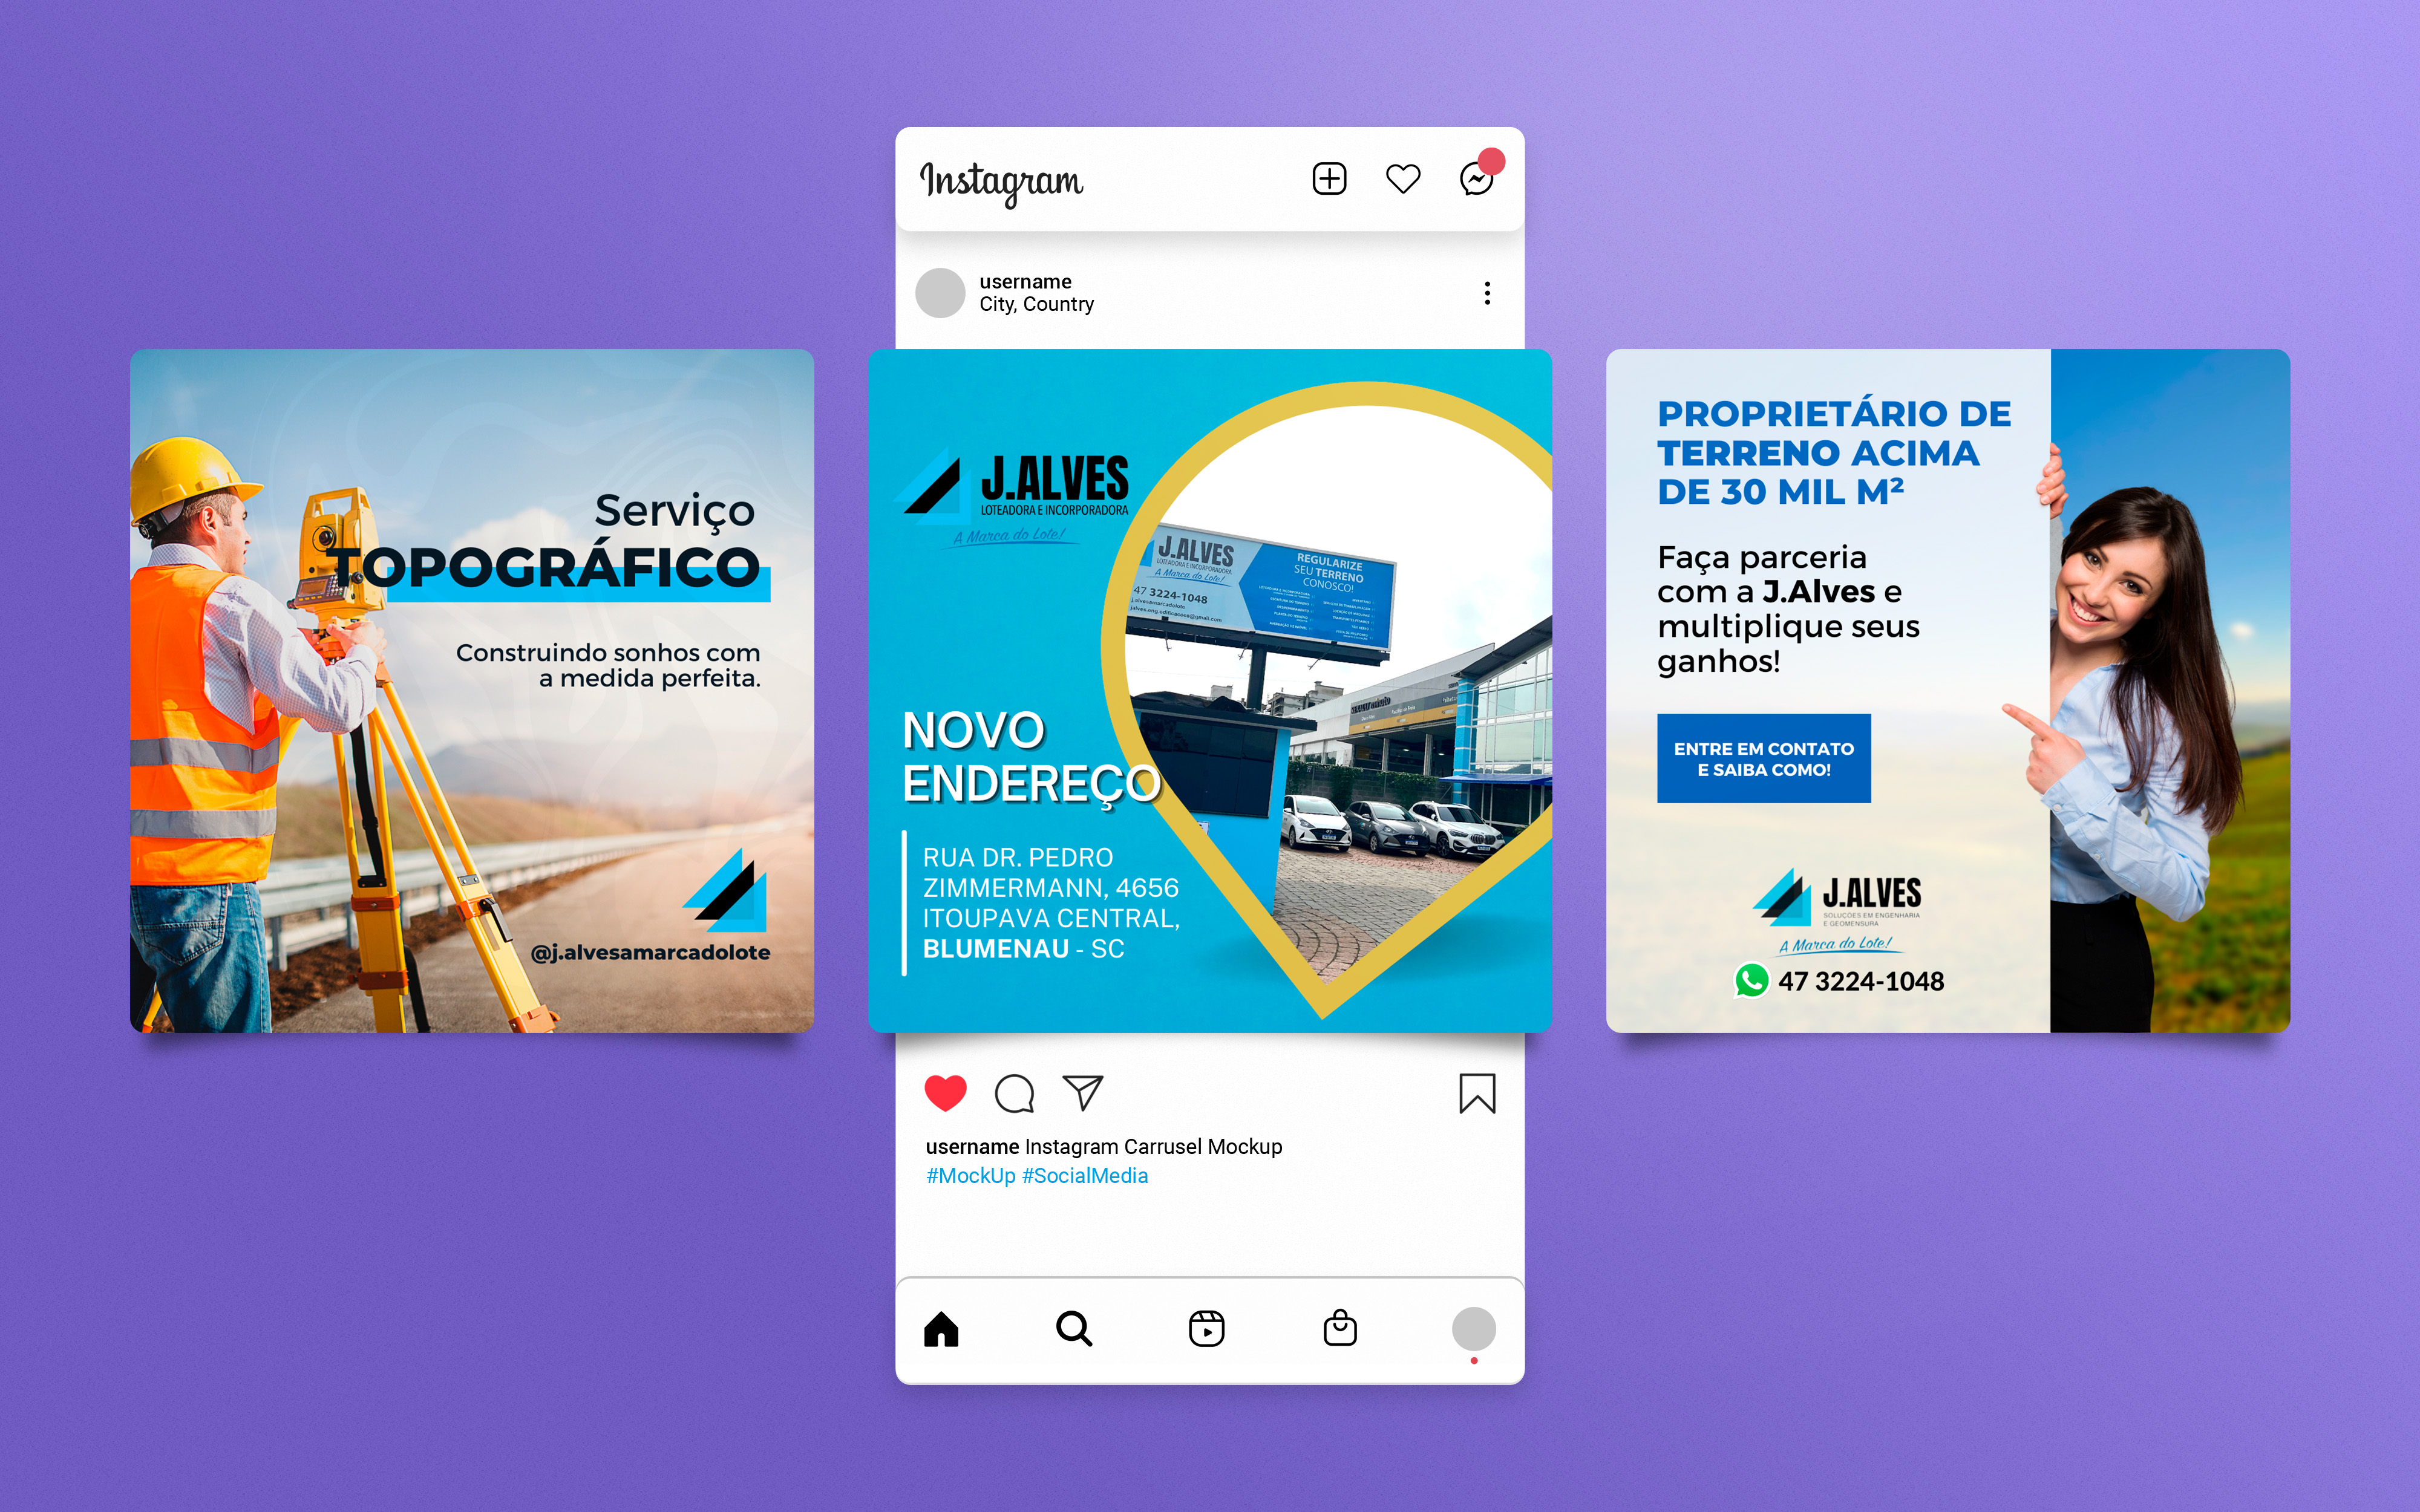 Instagram
username
City, Country
Serviço
TOPOGRÁFICO
Construindo sonhos com
a medida perfeita.
@j.alvesamarcadolote
J.ALVES
LOTEADORA E INCORPORADORA
A Marca do Lote!
J.ALVES
LOTEADORA E INCORPORADORA
A Marca do Lote!
47 3224-1048
REGULARIZE
SEU TERRENO
CONOSCO!
NOVO
ENDEREÇO
RUA DR. PEDRO
ZIMMERMANN, 4656
ITOUPAVA CENTRAL,
BLUMENAU - SC
PROPRIETÁRIO DE
TERRENO ACIMA
DE 30 MIL M²
Faça parceria
com a J.Alves e
multiplique seus
ganhos!
ENTRE EM CONTATO
E SAIBA COMO!
J.ALVES
SOLUÇÕES EM ENGENHARIA
E GEOMENSURA
A Marca do Lote!
47 3224-1048
username Instagram Carrusel Mockup
#MockUp #SocialMedia